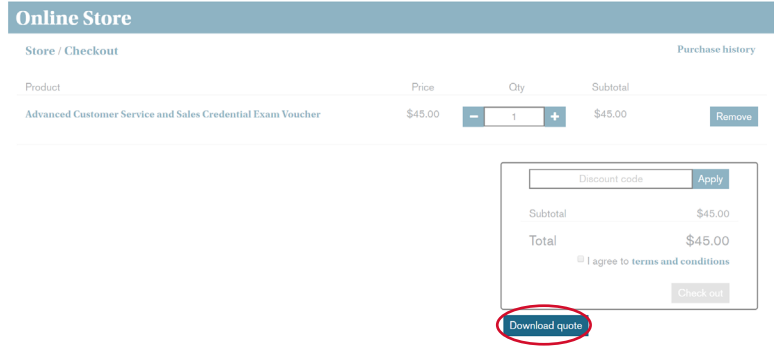 Online Store
Store / Checkout
Purchase history
Product Price Qty Subtotal
Advanced Customer Service and Sales Credential Exam Voucher $45.00 − 1 + $45.00 Remove
Discount code Apply
Subtotal $45.00
Total $45.00
I agree to terms and conditions
Check out
Download quote